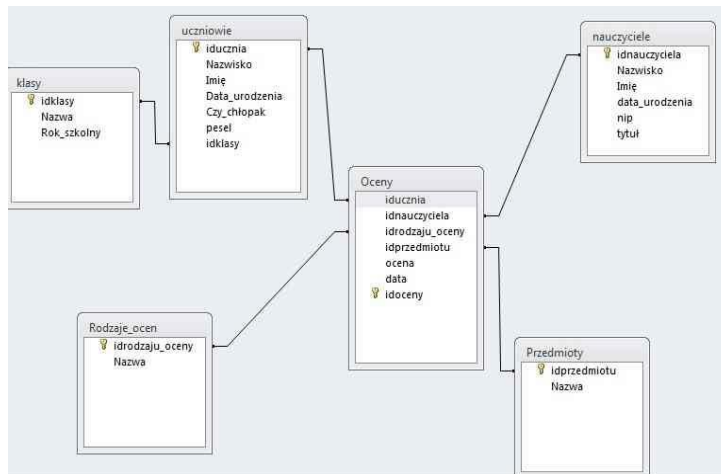 klasy
idklasy
Nazwa
Rok_szkolny
uczniowie
iducznia
Nazwisko
Imię
Data_urodzenia
Czy_chłopak
pesel
idklasy
nauczyciele
idnauczyciela
Nazwisko
Imię
data_urodzenia
nip
tytuł
Oceny
iducznia
idnauczyciela
idrodzaju_oceny
idprzedmiotu
ocena
data
idoceny
Rodzaje_ocen
idrodzaju_oceny
Nazwa
Przedmioty
idprzedmiotu
Nazwa